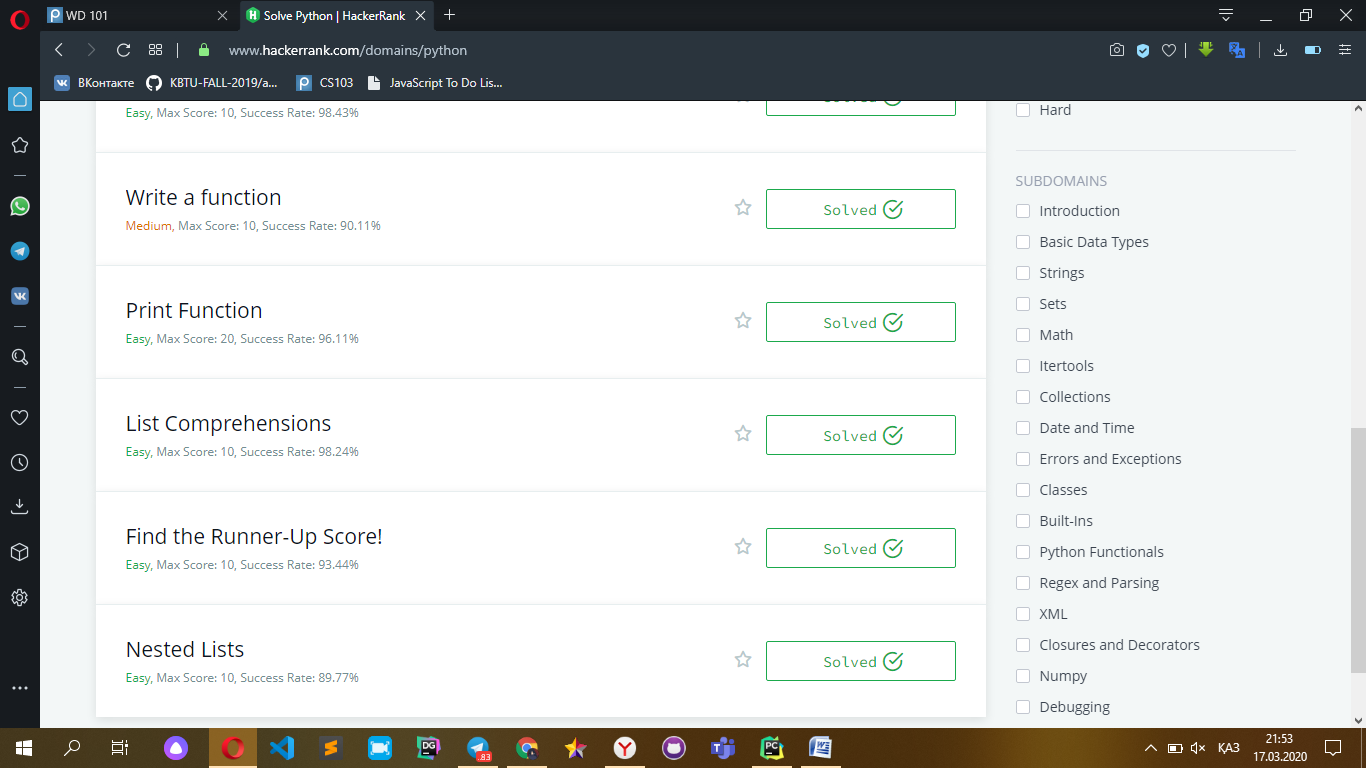 WD 101
Solve Python | HackerRank
www.hackerrank.com/domains/python
ВКонтакте
KBTU-FALL-2019/a...
CS103
JavaScript To Do Lis...
Easy, Max Score: 10, Success Rate: 98.43%
Solved
Write a function
Medium, Max Score: 10, Success Rate: 90.11%
Solved
Print Function
Easy, Max Score: 20, Success Rate: 96.11%
Solved
List Comprehensions
Easy, Max Score: 10, Success Rate: 98.24%
Solved
Find the Runner-Up Score!
Easy, Max Score: 10, Success Rate: 93.44%
Solved
Nested Lists
Easy, Max Score: 10, Success Rate: 89.77%
Solved
Hard
SUBDOMAINS
Introduction
Basic Data Types
Strings
Sets
Math
Itertools
Collections
Date and Time
Errors and Exceptions
Classes
Built-Ins
Python Functionals
Regex and Parsing
XML
Closures and Decorators
Numpy
Debugging
DG
.83
PC
ҚАЗ
21:53
17.03.2020